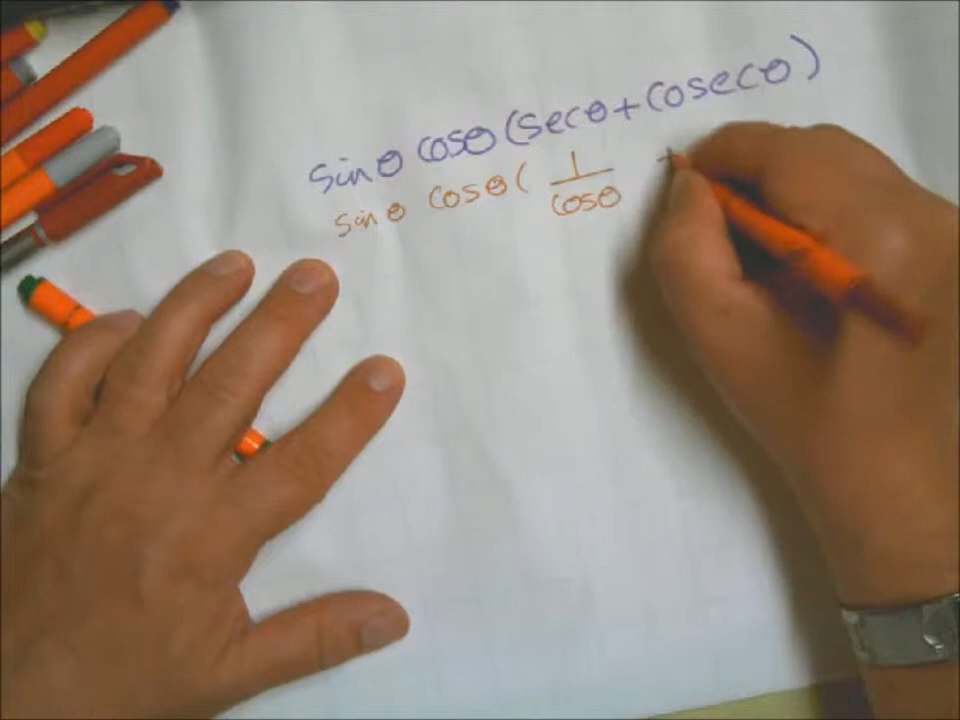 sinθ cosθ (secθ + cosecθ)
sinθ cosθ ( 1/cosθ +